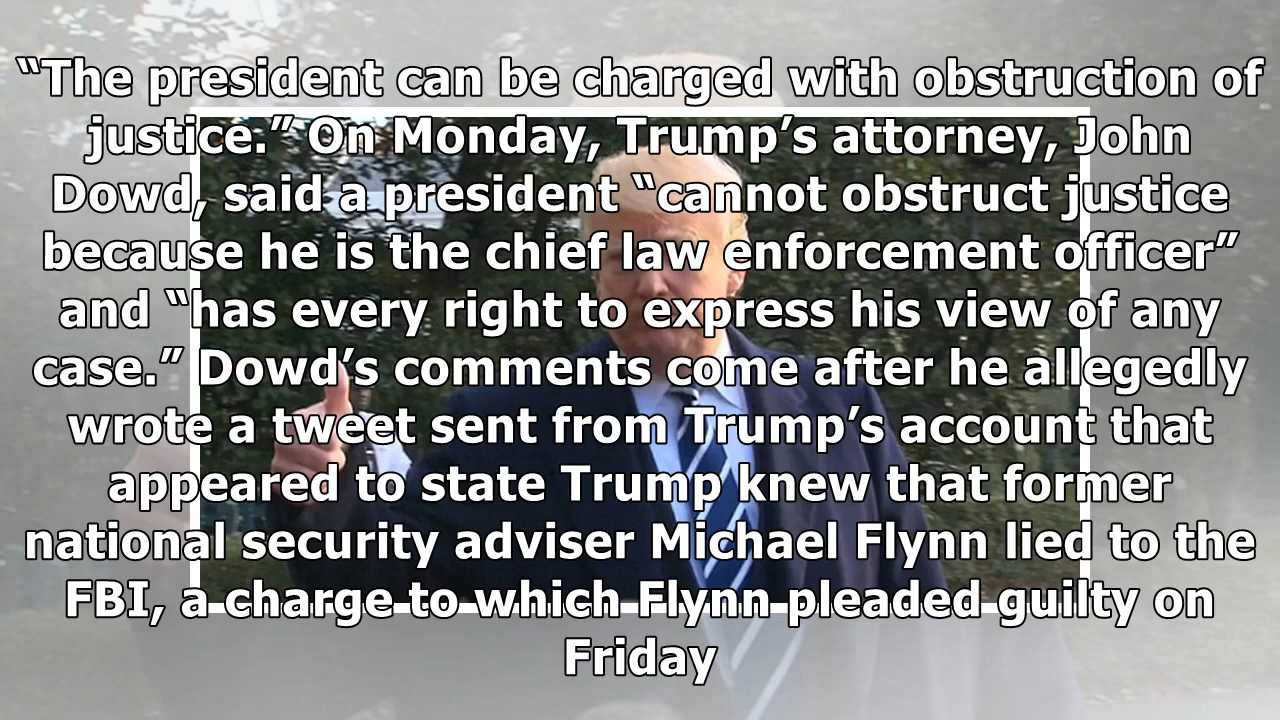 “The president can be charged with obstruction of
justice.” On Monday, Trump’s attorney, John
Dowd, said a president “cannot obstruct justice
because he is the chief law enforcement officer”
and “has every right to express his view of any
case.” Dowd’s comments come after he allegedly
wrote a tweet sent from Trump’s account that
appeared to state Trump knew that former
national security adviser Michael Flynn lied to the
FBI, a charge to which Flynn pleaded guilty on
Friday